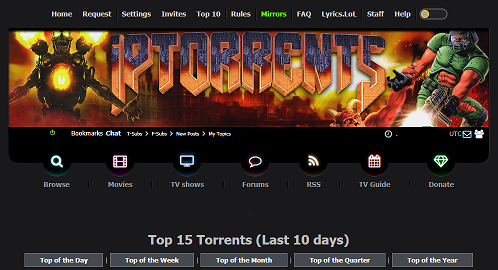 Home Request Settings Invites Top 10 Rules Mirrors FAQ Lyrics.LoL Staff Help
IPTORRENTS
Bookmarks Chat T-Subs > F-Subs > New Posts > My Topics . UTC
Browse Movies TV shows Forums RSS TV Guide Donate
Top 15 Torrents (Last 10 days)
Top of the Day | Top of the Week | Top of the Month | Top of the Quarter | Top of the Year